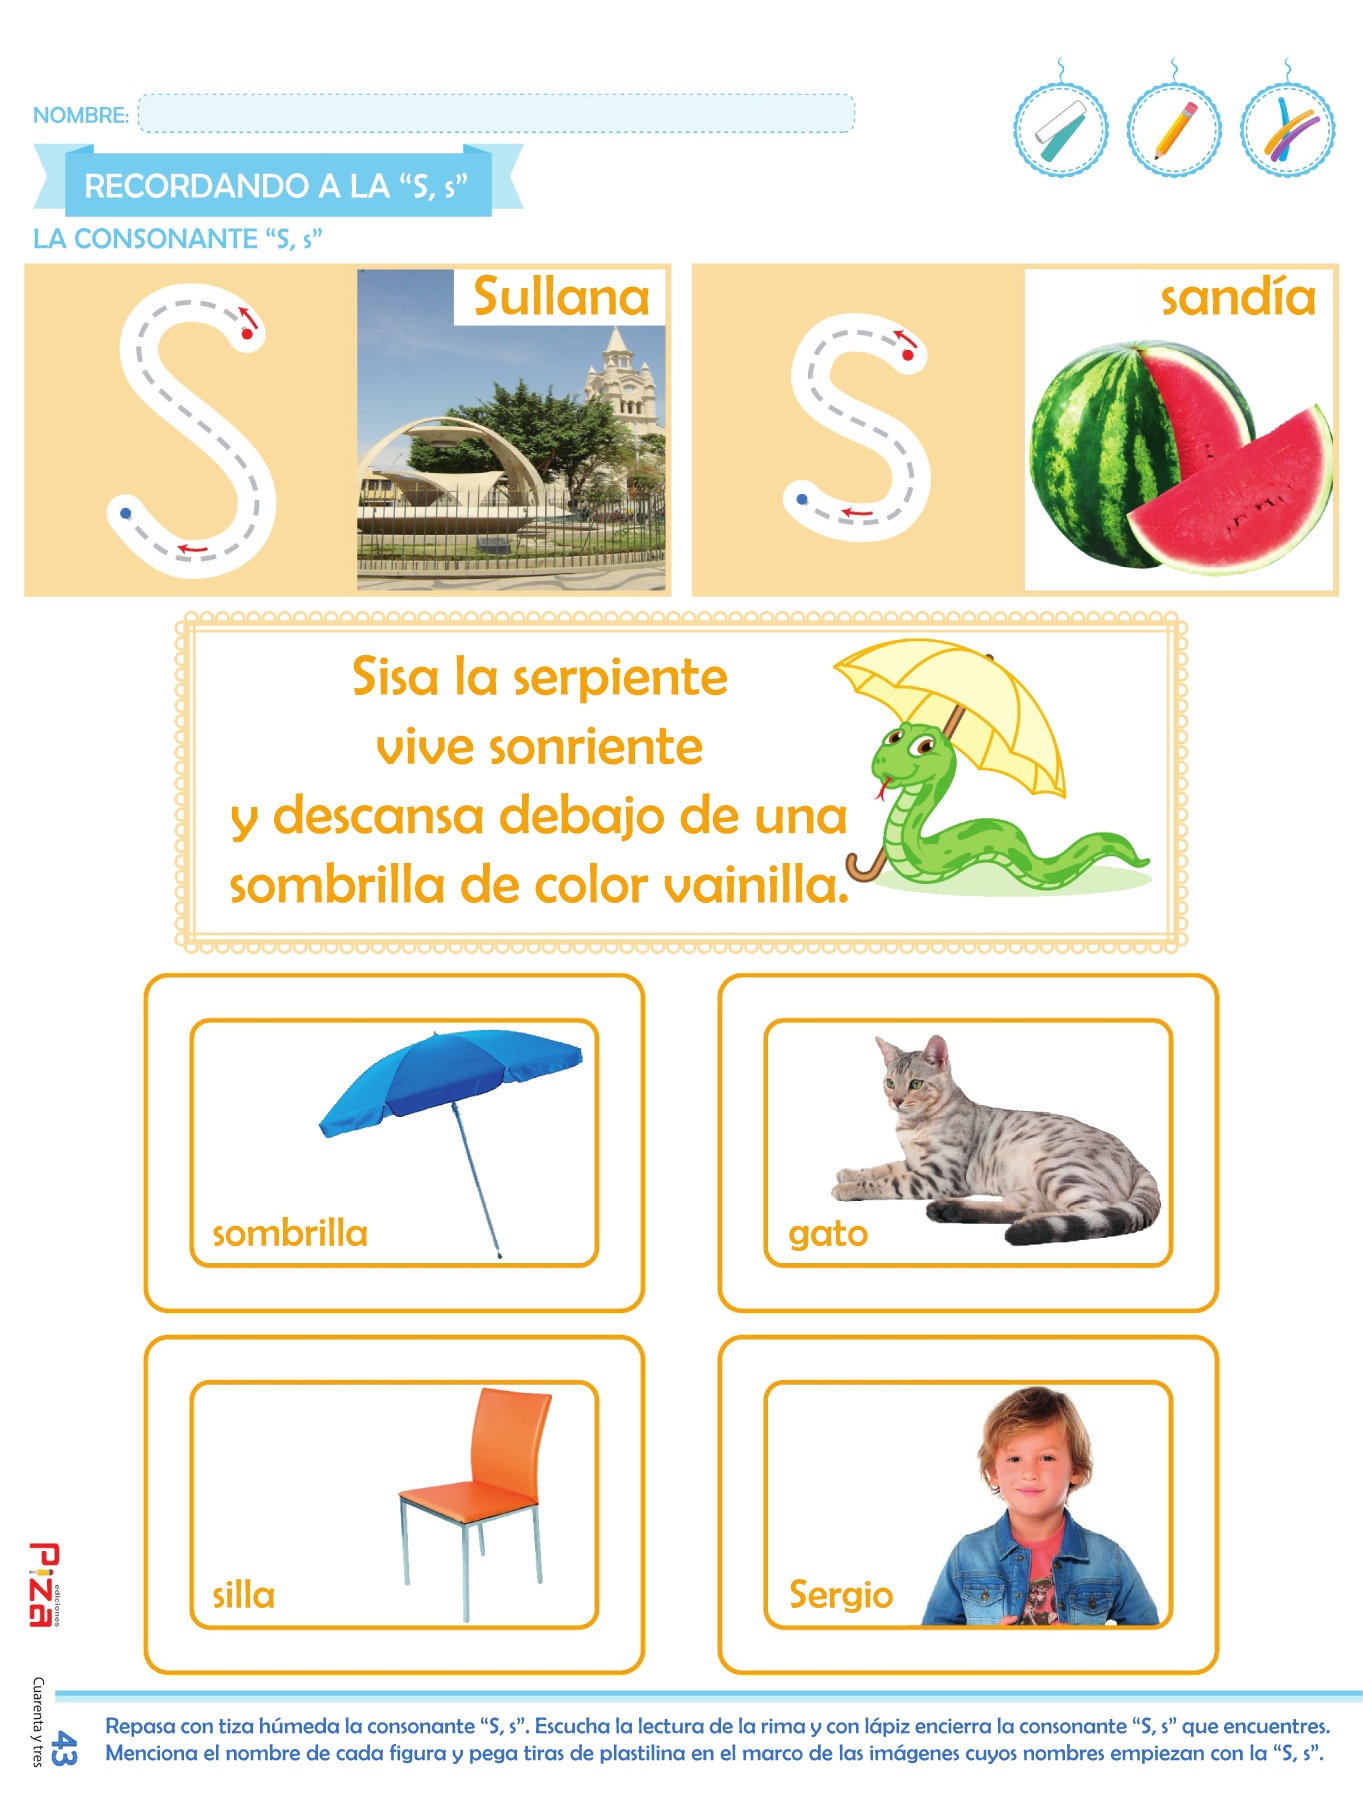 NOMBRE:
RECORDANDO A LA “S, s”
LA CONSONANTE “S, s”
S
Sullana
s
sandía
Sisa la serpiente
vive sonriente
y descansa debajo de una
sombrilla de color vainilla.
sombrilla
gato
silla
Sergio
Piza
ediciones
Cuarenta y tres
43
Repasa con tiza húmeda la consonante “S, s”. Escucha la lectura de la rima y con lápiz encierra la consonante “S, s” que encuentres.
Menciona el nombre de cada figura y pega tiras de plastilina en el marco de las imágenes cuyos nombres empiezan con la “S, s”.